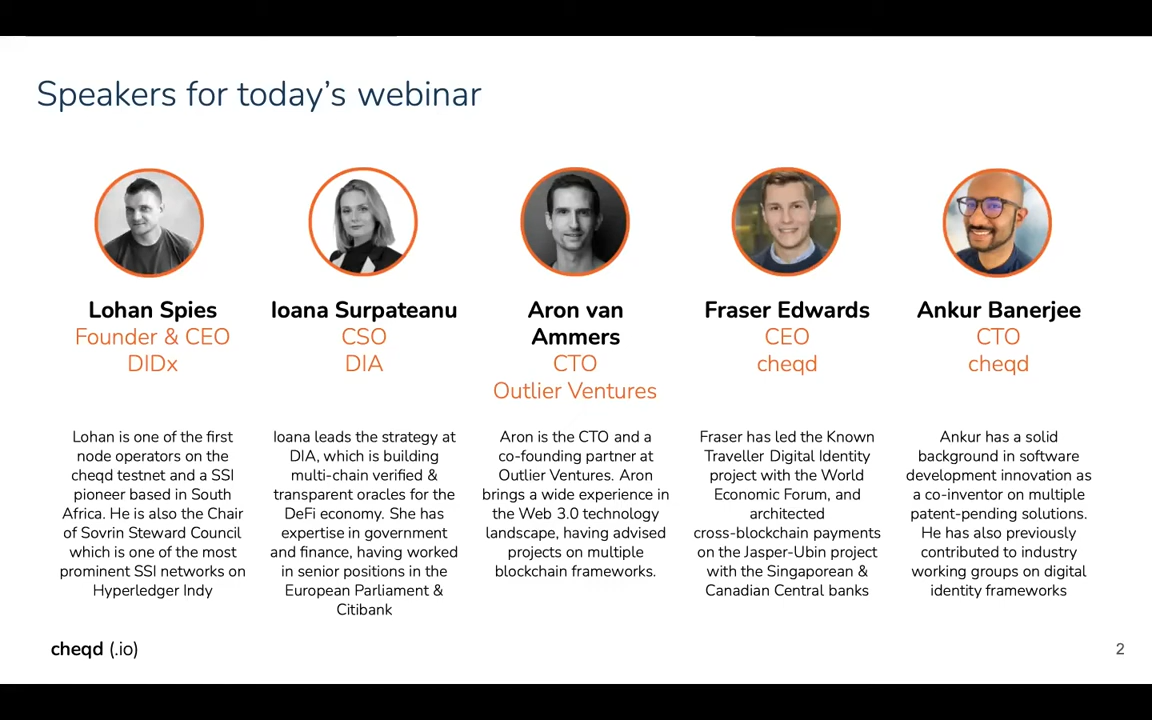 Speakers for today's webinar
Lohan Spies
Founder & CEO
DIDx
Lohan is one of the first
node operators on the
cheqd testnet and a SSI
pioneer based in South
Africa. He is also the Chair
of Sovrin Steward Council
which is one of the most
prominent SSI networks on
Hyperledger Indy
Ioana Surpateanu
CSO
DIA
Ioana leads the strategy at
DIA, which is building
multi-chain verified &
transparent oracles for the
DeFi economy. She has
expertise in government
and finance, having worked
in senior positions in the
European Parliament &
Citibank
Aron van
Ammers
CTO
Outlier Ventures
Aron is the CTO and a
co-founding partner at
Outlier Ventures. Aron
brings a wide experience in
the Web 3.0 technology
landscape, having advised
projects on multiple
blockchain frameworks.
Fraser Edwards
CEO
cheqd
Fraser has led the Known
Traveller Digital Identity
project with the World
Economic Forum, and
architected
cross-blockchain payments
on the Jasper-Ubin project
with the Singaporean &
Canadian Central banks
Ankur Banerjee
CTO
cheqd
Ankur has a solid
background in software
development innovation as
a co-inventor on multiple
patent-pending solutions.
He has also previously
contributed to industry
working groups on digital
identity frameworks
cheqd (.io)
2